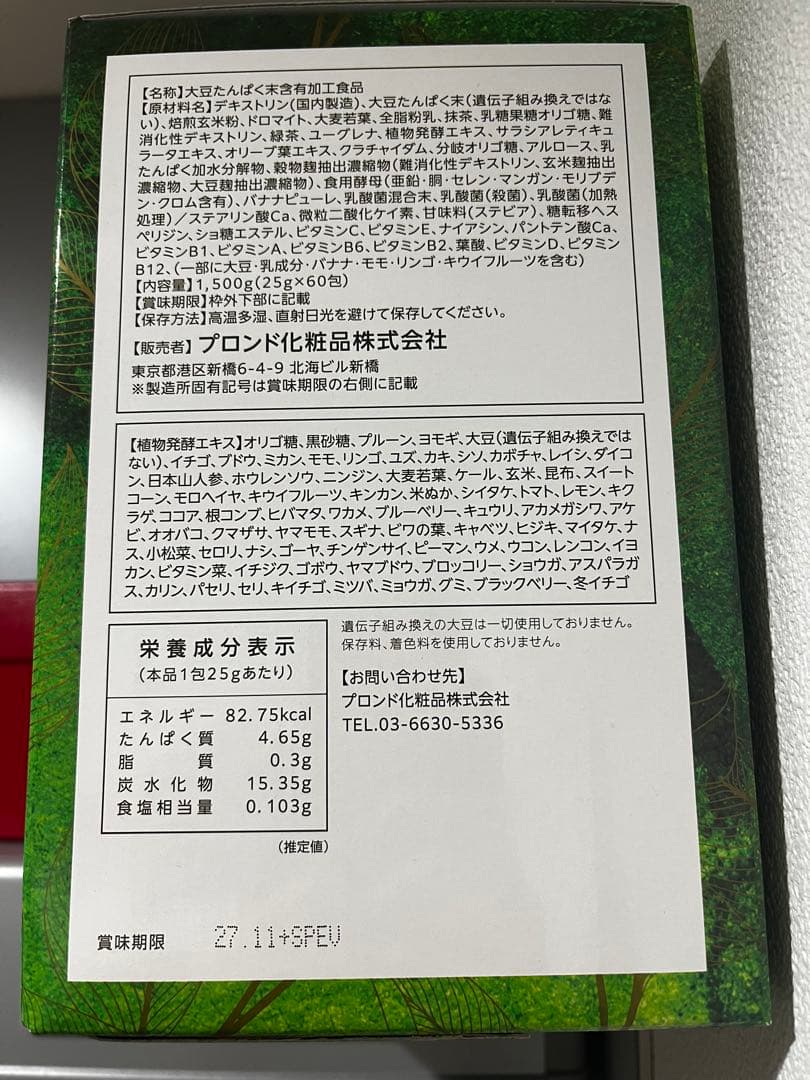 【名称】大豆たんぱく末含有加工食品
【原材料名】デキストリン(国内製造)、大豆たんぱく末(遺伝子組み換えではな
い)、焙煎玄米粉、ドロマイト、大麦若葉、全脂粉乳、抹茶、乳糖果糖オリゴ糖、難
消化性デキストリン、緑茶、ユーグレナ、植物発酵エキス、サラシアレティキュ
ラータエキス、オリーブ葉エキス、クラチャイダム、分岐オリゴ糖、アルロース、乳
たんぱく加水分解物、穀物麹抽出濃縮物(難消化性デキストリン、玄米麹抽出
濃縮物、大豆麹抽出濃縮物)、食用酵母(亜鉛・胴・セレン・マンガン・モリブデ
ン・クロム含有)、バナナピューレ、乳酸菌混合末、乳酸菌(殺菌)、乳酸菌(加熱
処理)/ステアリン酸Ca、微粒二酸化ケイ素、甘味料(ステビア)、糖転移ヘス
ペリジン、ショ糖エステル、ビタミンC、ビタミンE、ナイアシン、パントテン酸Ca、
ビタミンB1、ビタミンA、ビタミンB6、ビタミンB2、葉酸、ビタミンD、ビタミン
B12、(一部に大豆・乳成分・バナナ・モモ・リンゴ・キウイフルーツを含む)
【内容量】1,500g(25g×60包)
【賞味期限】枠外下部に記載
【保存方法】高温多湿、直射日光を避けて保存してください。
【販売者】プロンド化粧品株式会社
東京都港区新橋6-4-9 北海ビル新橋
※製造所固有記号は賞味期限の右側に記載
【植物発酵エキス】オリゴ糖、黒砂糖、プルーン、ヨモギ、大豆(遺伝子組み換えでは
ない)、イチゴ、ブドウ、ミカン、モモ、リンゴ、ユズ、カキ、シソ、カボチャ、レイシ、ダイコ
ン、日本山人参、ホウレンソウ、ニンジン、大麦若葉、ケール、玄米、昆布、スイート
コーン、モロヘイヤ、キウイフルーツ、キンカン、米ぬか、シイタケ、トマト、レモン、キク
ラゲ、ココア、根コンブ、ヒバマタ、ワカメ、ブルーベリー、キュウリ、アカメガシワ、アケ
ビ、オオバコ、クマザサ、ヤマモモ、スギナ、ビワの葉、キャベツ、ヒジキ、マイタケ、ナ
ス、小松菜、セロリ、ナシ、ゴーヤ、チンゲンサイ、ピーマン、ウメ、ウコン、レンコン、イヨ
カン、ビタミン菜、イチジク、ゴボウ、ヤマブドウ、ブロッコリー、ショウガ、アスパラガ
ス、カリン、パセリ、セリ、キイチゴ、ミツバ、ミョウガ、グミ、ブラックベリー、冬イチゴ
栄養成分表示
(本品1包25gあたり)
エネルギー 82.75kcal
たんぱく質 4.65g
脂質 0.3g
炭水化物 15.35g
食塩相当量 0.103g
(推定値)
遺伝子組み換えの大豆は一切使用しておりません。
保存料、着色料を使用しておりません。
【お問い合わせ先】
プロンド化粧品株式会社
TEL.03-6630-5336
賞味期限 27.11+SPEV